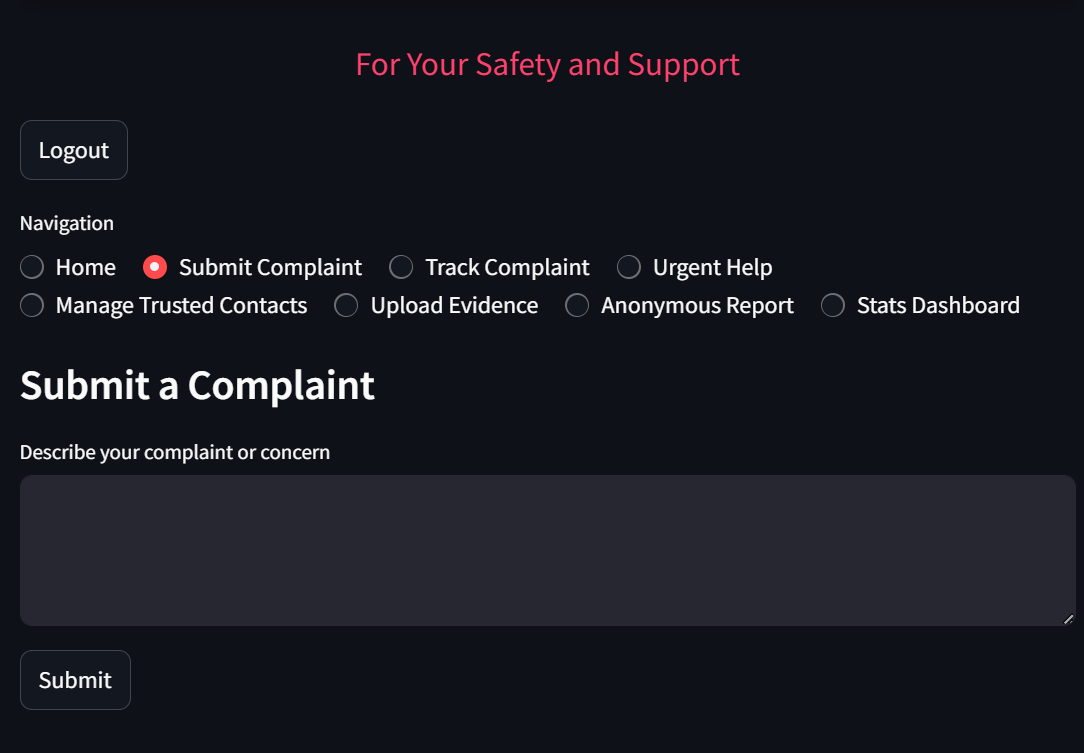 For Your Safety and Support
Logout
Navigation
Home Submit Complaint Track Complaint Urgent Help
Manage Trusted Contacts Upload Evidence Anonymous Report Stats Dashboard
Submit a Complaint
Describe your complaint or concern
Submit